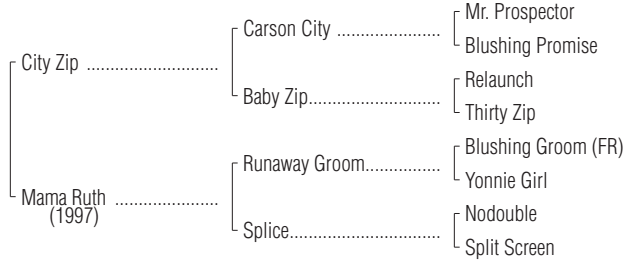 Mr. Prospector
Carson City ....................
Blushing Promise
City Zip .........................
Relaunch
Baby Zip.........................
Thirty Zip
Blushing Groom (FR)
Runaway Groom..............
Yonnie Girl
Mama Ruth ....................
(1997)
Nodouble
Splice.............................
Split Screen